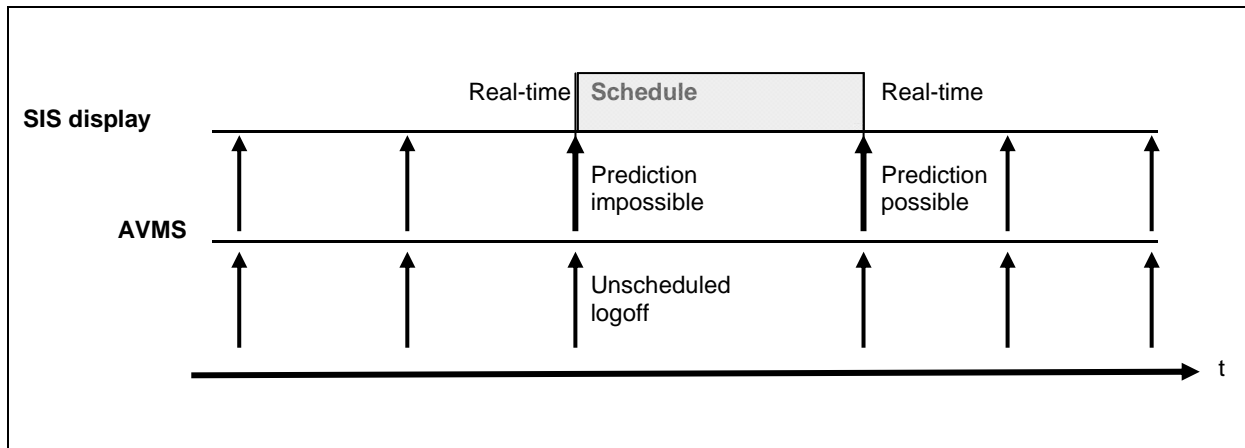 Real-time Schedule Real-time
SIS display
Prediction impossible
Prediction possible
AVMS
Unscheduled logoff
t